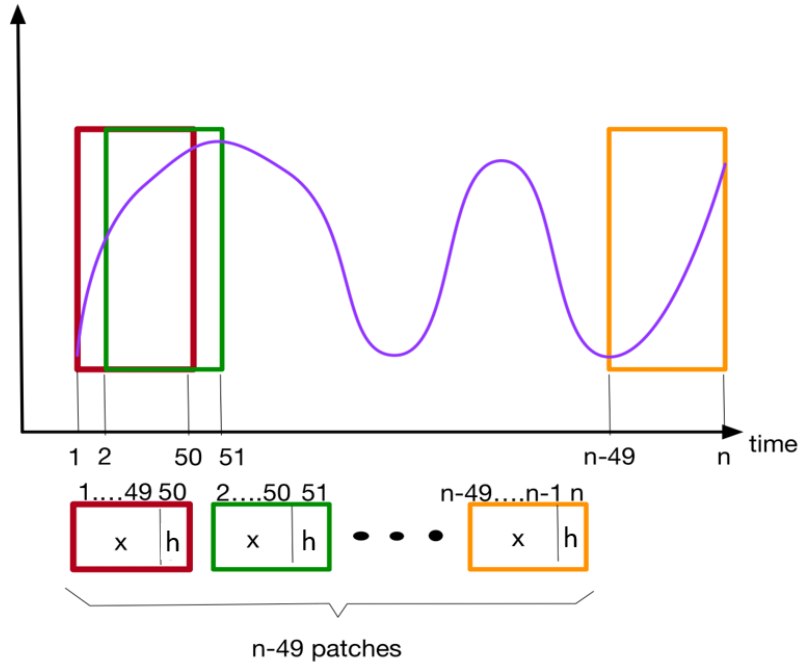 1 2 50 51 n-49 n time
1....49 50 2....50 51 n-49....n-1 n
x h x h x h
n-49 patches